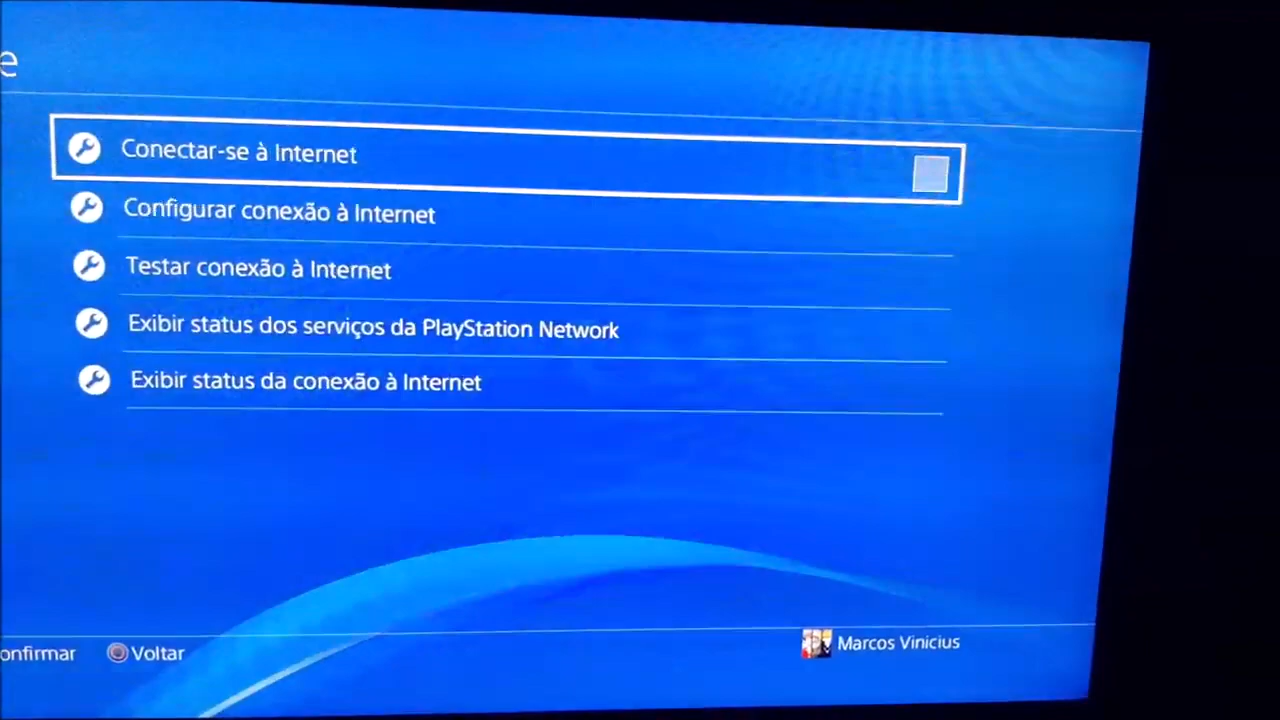 e
Conectar-se à Internet
Configurar conexão à Internet
Testar conexão à Internet
Exibir status dos serviços da PlayStation Network
Exibir status da conexão à Internet
onfirmar
Voltar
Marcos Vinicius